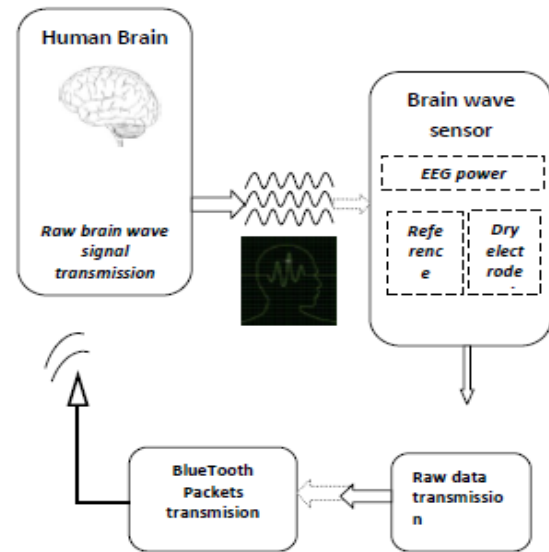 Human Brain
Raw brain wave
signal
transmission
Brain wave
sensor
EEG power
Refe
renc
e
Dry
elect
rode
BlueTooth
Packets
transmision
Raw data
transmissio
n